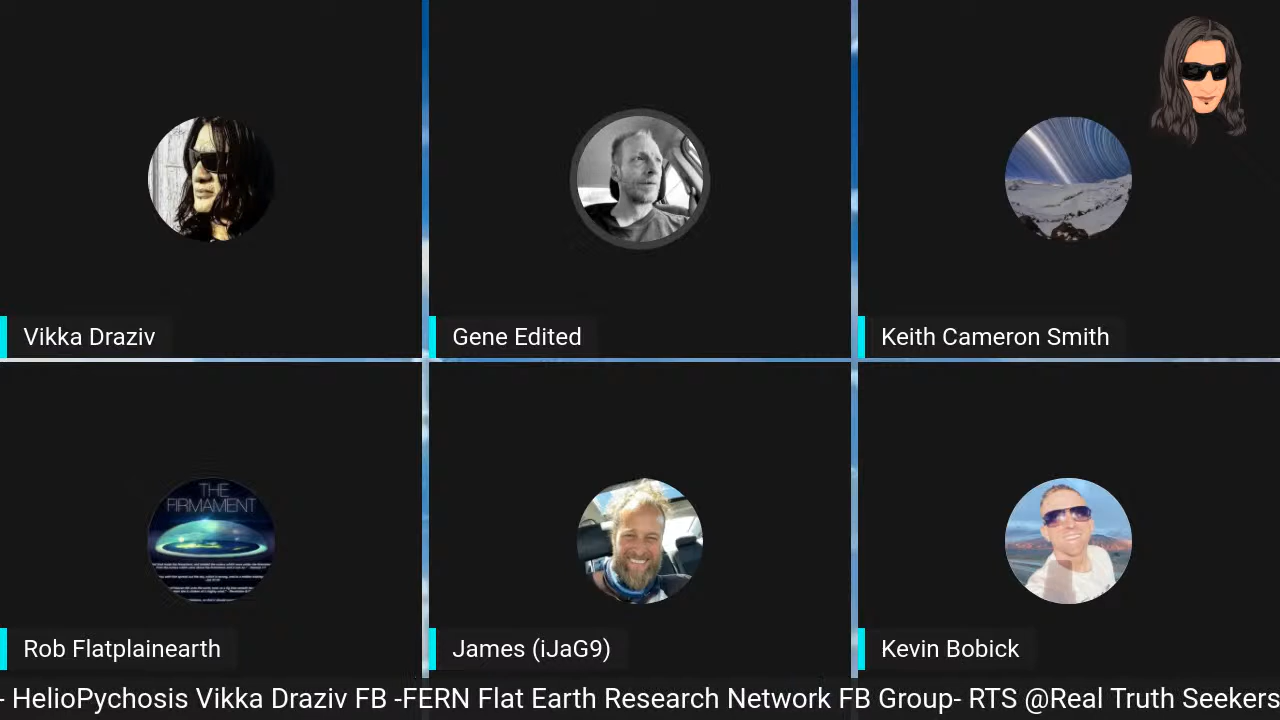 Vikka Draziv
Gene Edited
Keith Cameron Smith
THE
FIRMAMENT
Rob Flatplainearth
James (iJaG9)
Kevin Bobick
- HelioPychosis Vikka Draziv FB -FERN Flat Earth Research Network FB Group- RTS @Real Truth Seekers